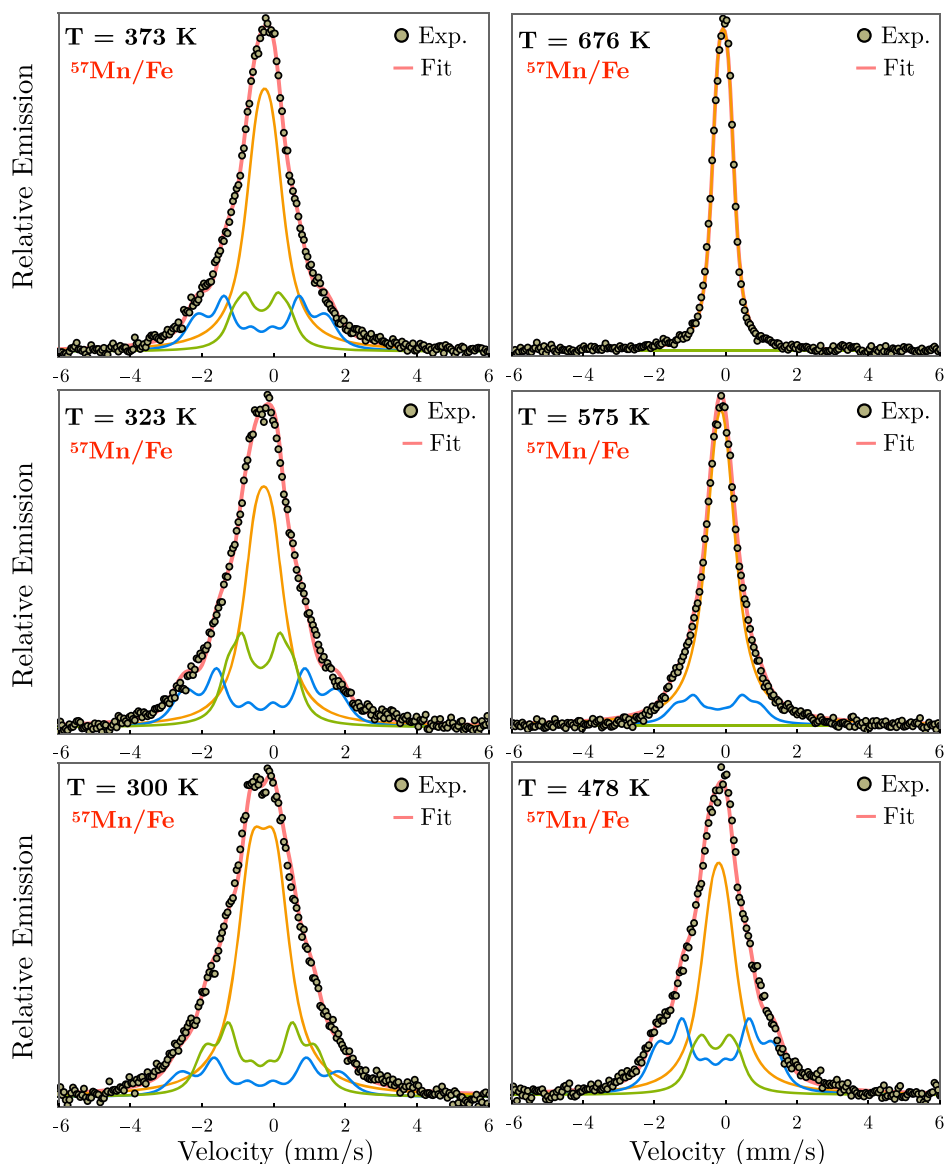 T = 373 K
⁵⁷Mn/Fe
Exp.
Fit
Relative Emission
-6 −4 −2 0 2 4 6
T = 676 K
⁵⁷Mn/Fe
Exp.
Fit
-6 −4 −2 0 2 4 6
T = 323 K
⁵⁷Mn/Fe
Exp.
Fit
Relative Emission
-6 −4 −2 0 2 4 6
T = 575 K
⁵⁷Mn/Fe
Exp.
Fit
-6 −4 −2 0 2 4 6
T = 300 K
⁵⁷Mn/Fe
Exp.
Fit
Relative Emission
-6 −4 −2 0 2 4 6
Velocity (mm/s)
T = 478 K
⁵⁷Mn/Fe
Exp.
Fit
-6 −4 −2 0 2 4 6
Velocity (mm/s)